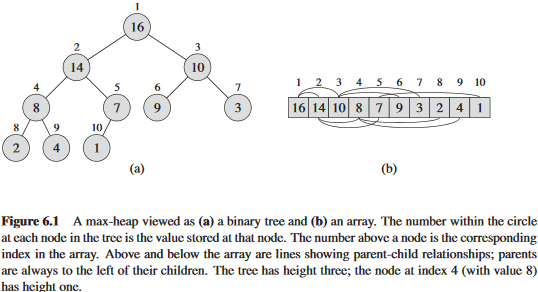 1
16
2
3
14
10
4
5
6
7
8
7
9
3
8
9
10
2
4
1
(a)
1 2 3 4 5 6 7 8 9 10
16 14 10 8 7 9 3 2 4 1
(b)
Figure 6.1 A max-heap viewed as (a) a binary tree and (b) an array. The number within the circle
at each node in the tree is the value stored at that node. The number above a node is the corresponding
index in the array. Above and below the array are lines showing parent-child relationships; parents
are always to the left of their children. The tree has height three; the node at index 4 (with value 8)
has height one.